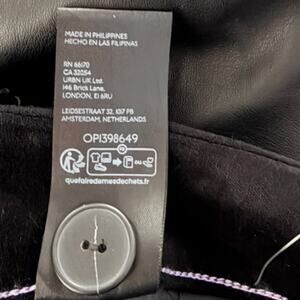 MADE IN PHILIPPINES
HECHO EN LAS FILIPINAS
RN 66170
CA 32054
URBN UK Ltd.
146 Brick Lane,
LONDON, E1 6RU
LEIDSESTRAAT 32, 1017 PB
AMSTERDAM, NETHERLANDS
OPI398649
FR
quefairedemesdechets.fr